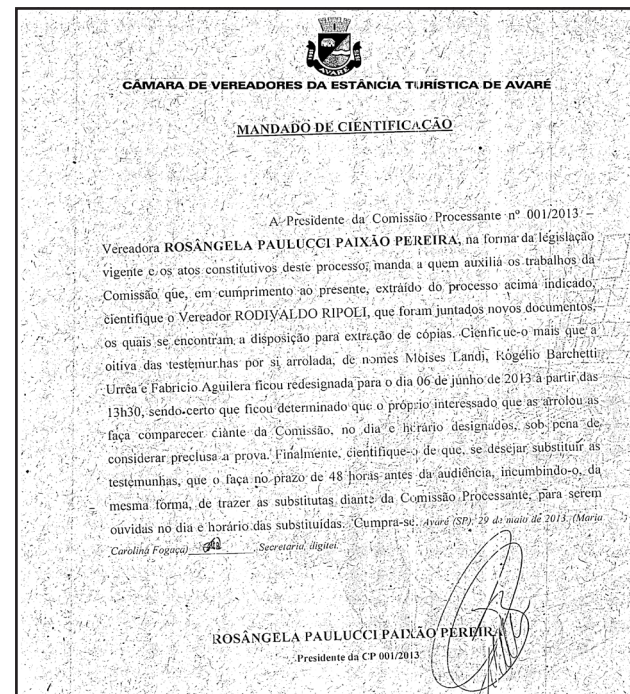 AVARÉ
CÂMARA DE VEREADORES DA ESTÂNCIA TURÍSTICA DE AVARÉ
MANDADO DE CIENTIFICAÇÃO
A Presidente da Comissão Processante nº 001/2013 –
Vereadora ROSÂNGELA PAULUCCI PAIXÃO PEREIRA, na forma da legislação
vigente e os atos constitutivos deste processo, manda a quem auxilia os trabalhos da
Comissão que, em cumprimento ao presente, extraído do processo acima indicado,
cientifique o Vereador RODIVALDO RIPOLI, que foram juntados novos documentos,
os quais se encontram a disposição para extração de cópias. Cienfique-o mais que a
oitiva das testemunhas por si arrolada, de nomes Moises Landi, Rogélio Barchetti
Urrêa e Fabricio Aguilera ficou redesignada para o dia 06 de junho de 2013 à partir das
13h30, sendo certo que ficou determinado que o próprio interessado que as arrolou as
faça comparecer diante da Comissão, no dia e horário designados, sob pena de
considerar preclusa a prova. Finalmente, cientifique-o de que, se desejar substituir as
testemunhas, que o faça no prazo de 48 horas antes da audiência, incumbindo-o, da
mesma forma, de trazer as substitutas diante da Comissão Processante, para serem
ouvidas no dia e horário das substituídas. Cumpra-se. Avaré (SP), 29 de maio de 2013. (Maria
Carolina Fogaça) , Secretaria, digitei.
ROSÂNGELA PAULUCCI PAIXÃO PEREIRA
Presidente da CP 001/2013